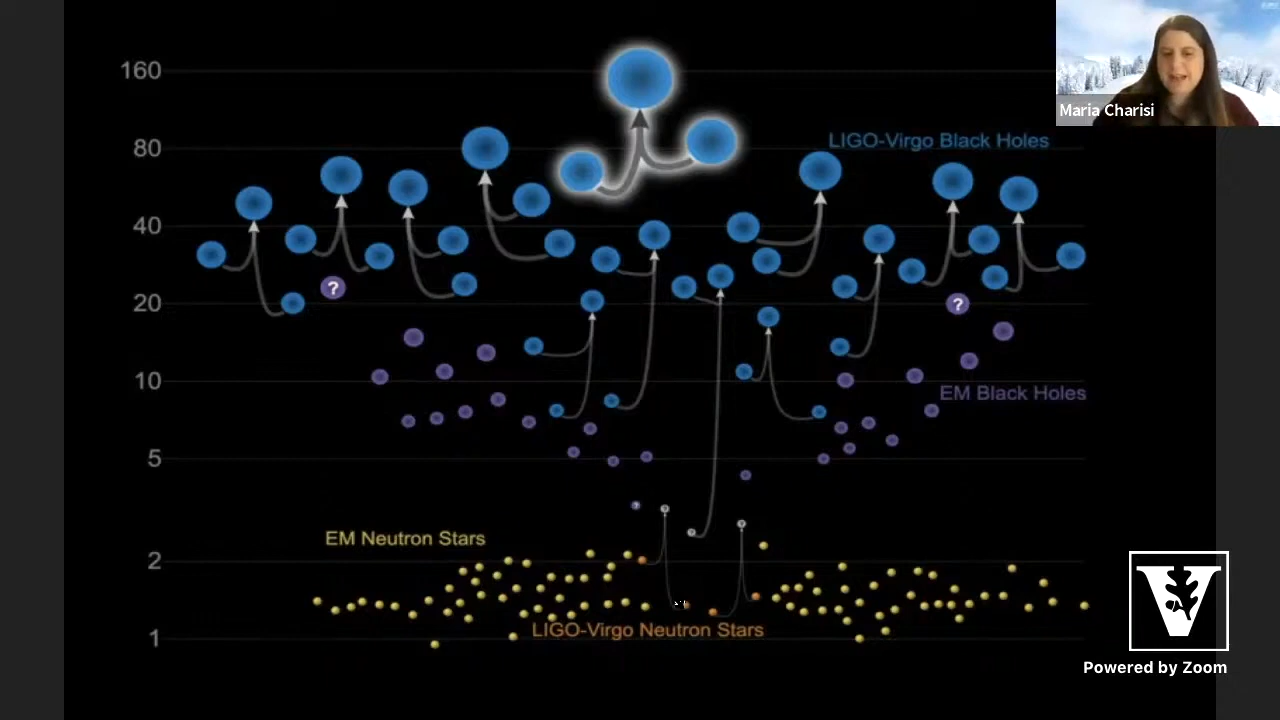 Maria Charisi
160
LIGO-Virgo Black Holes
80
40
?
20
?
10
EM Black Holes
5
EM Neutron Stars
2
LIGO-Virgo Neutron Stars
1
V
Powered by Zoom